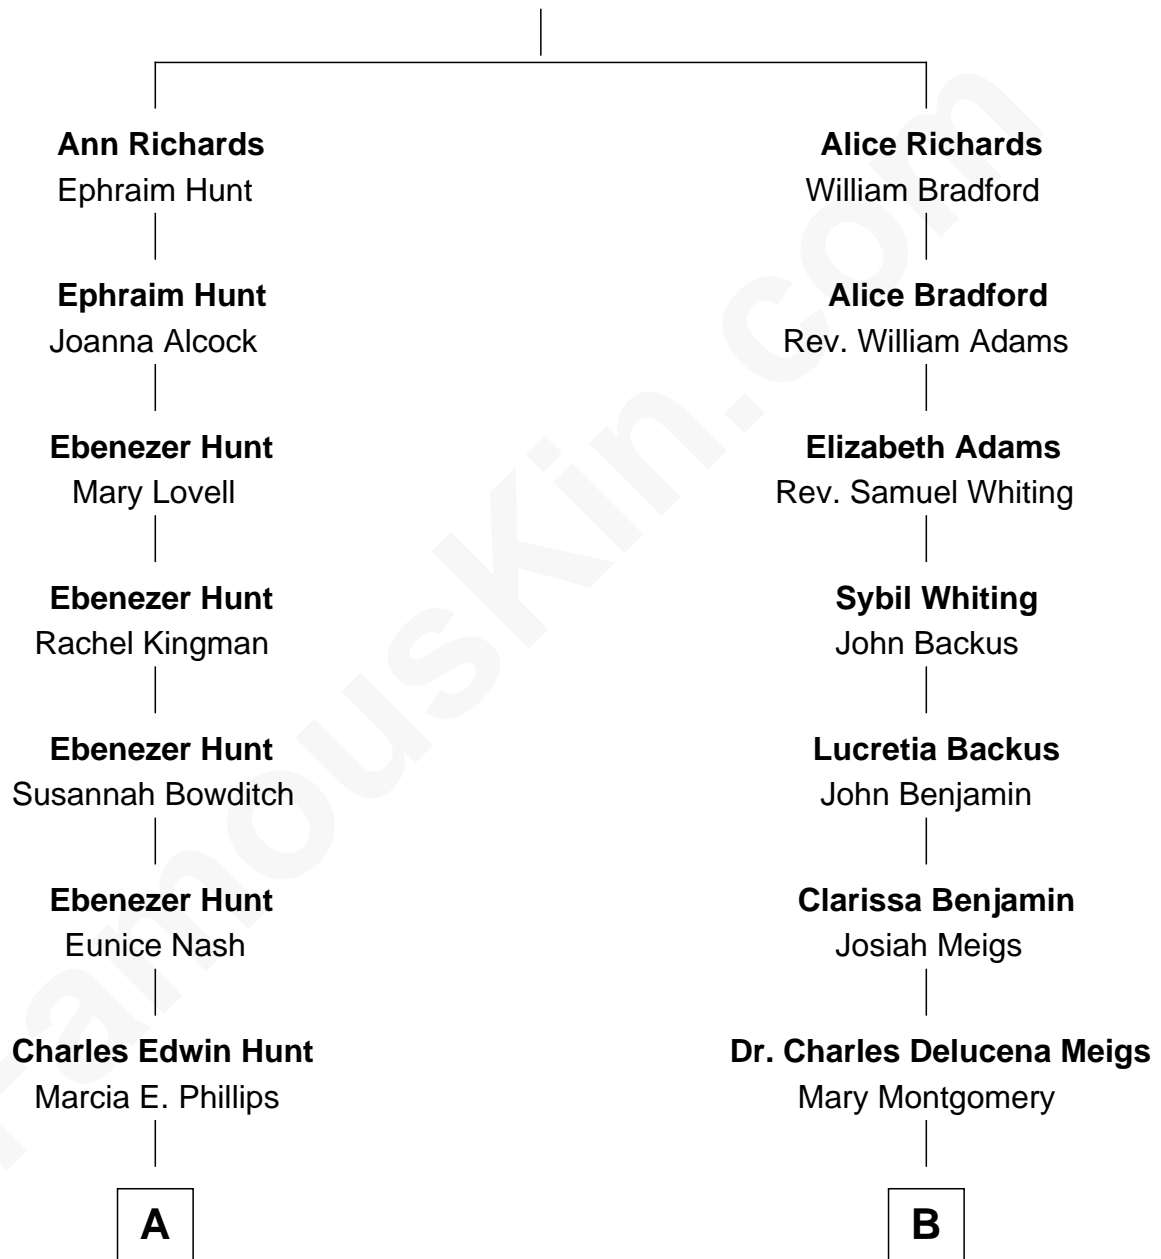 Ann Richards
Ephraim Hunt
Ephraim Hunt
Joanna Alcock
Ebenezer Hunt
Mary Lovell
Ebenezer Hunt
Rachel Kingman
Ebenezer Hunt
Susannah Bowditch
Ebenezer Hunt
Eunice Nash
Charles Edwin Hunt
Marcia E. Phillips
A
Alice Richards
William Bradford
Alice Bradford
Rev. William Adams
Elizabeth Adams
Rev. Samuel Whiting
Sybil Whiting
John Backus
Lucretia Backus
John Benjamin
Clarissa Benjamin
Josiah Meigs
Dr. Charles Delucena Meigs
Mary Montgomery
B
FamousKin.com